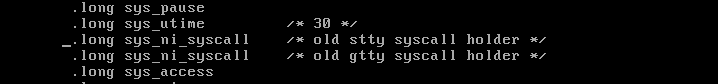 .long sys_pause
.long sys_utime /* 30 */
.long sys_ni_syscall /* old stty syscall holder */
.long sys_ni_syscall /* old gtty syscall holder */
.long sys_access